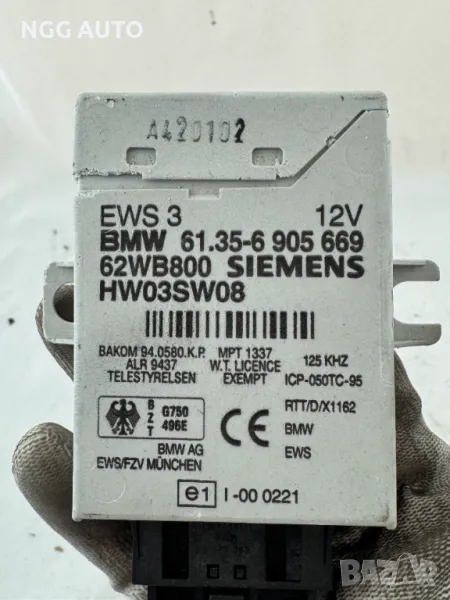 NGG AUTO
A420102
EWS 3 12V
BMW 61.35-6 905 669
62WB800 SIEMENS
HW03SW08
BAKOM 94.0580.K.P. MPT 1337 125 KHZ
ALR 9437 W.T. LICENCE
TELESTYRELSEN EXEMPT ICP-050TC-95
B Z T G750 496E
RTT/D/X1162
BMW
EWS
BMW AG
EWS/FZV MÜNCHEN
CE
e1 I-00 0221
bazar